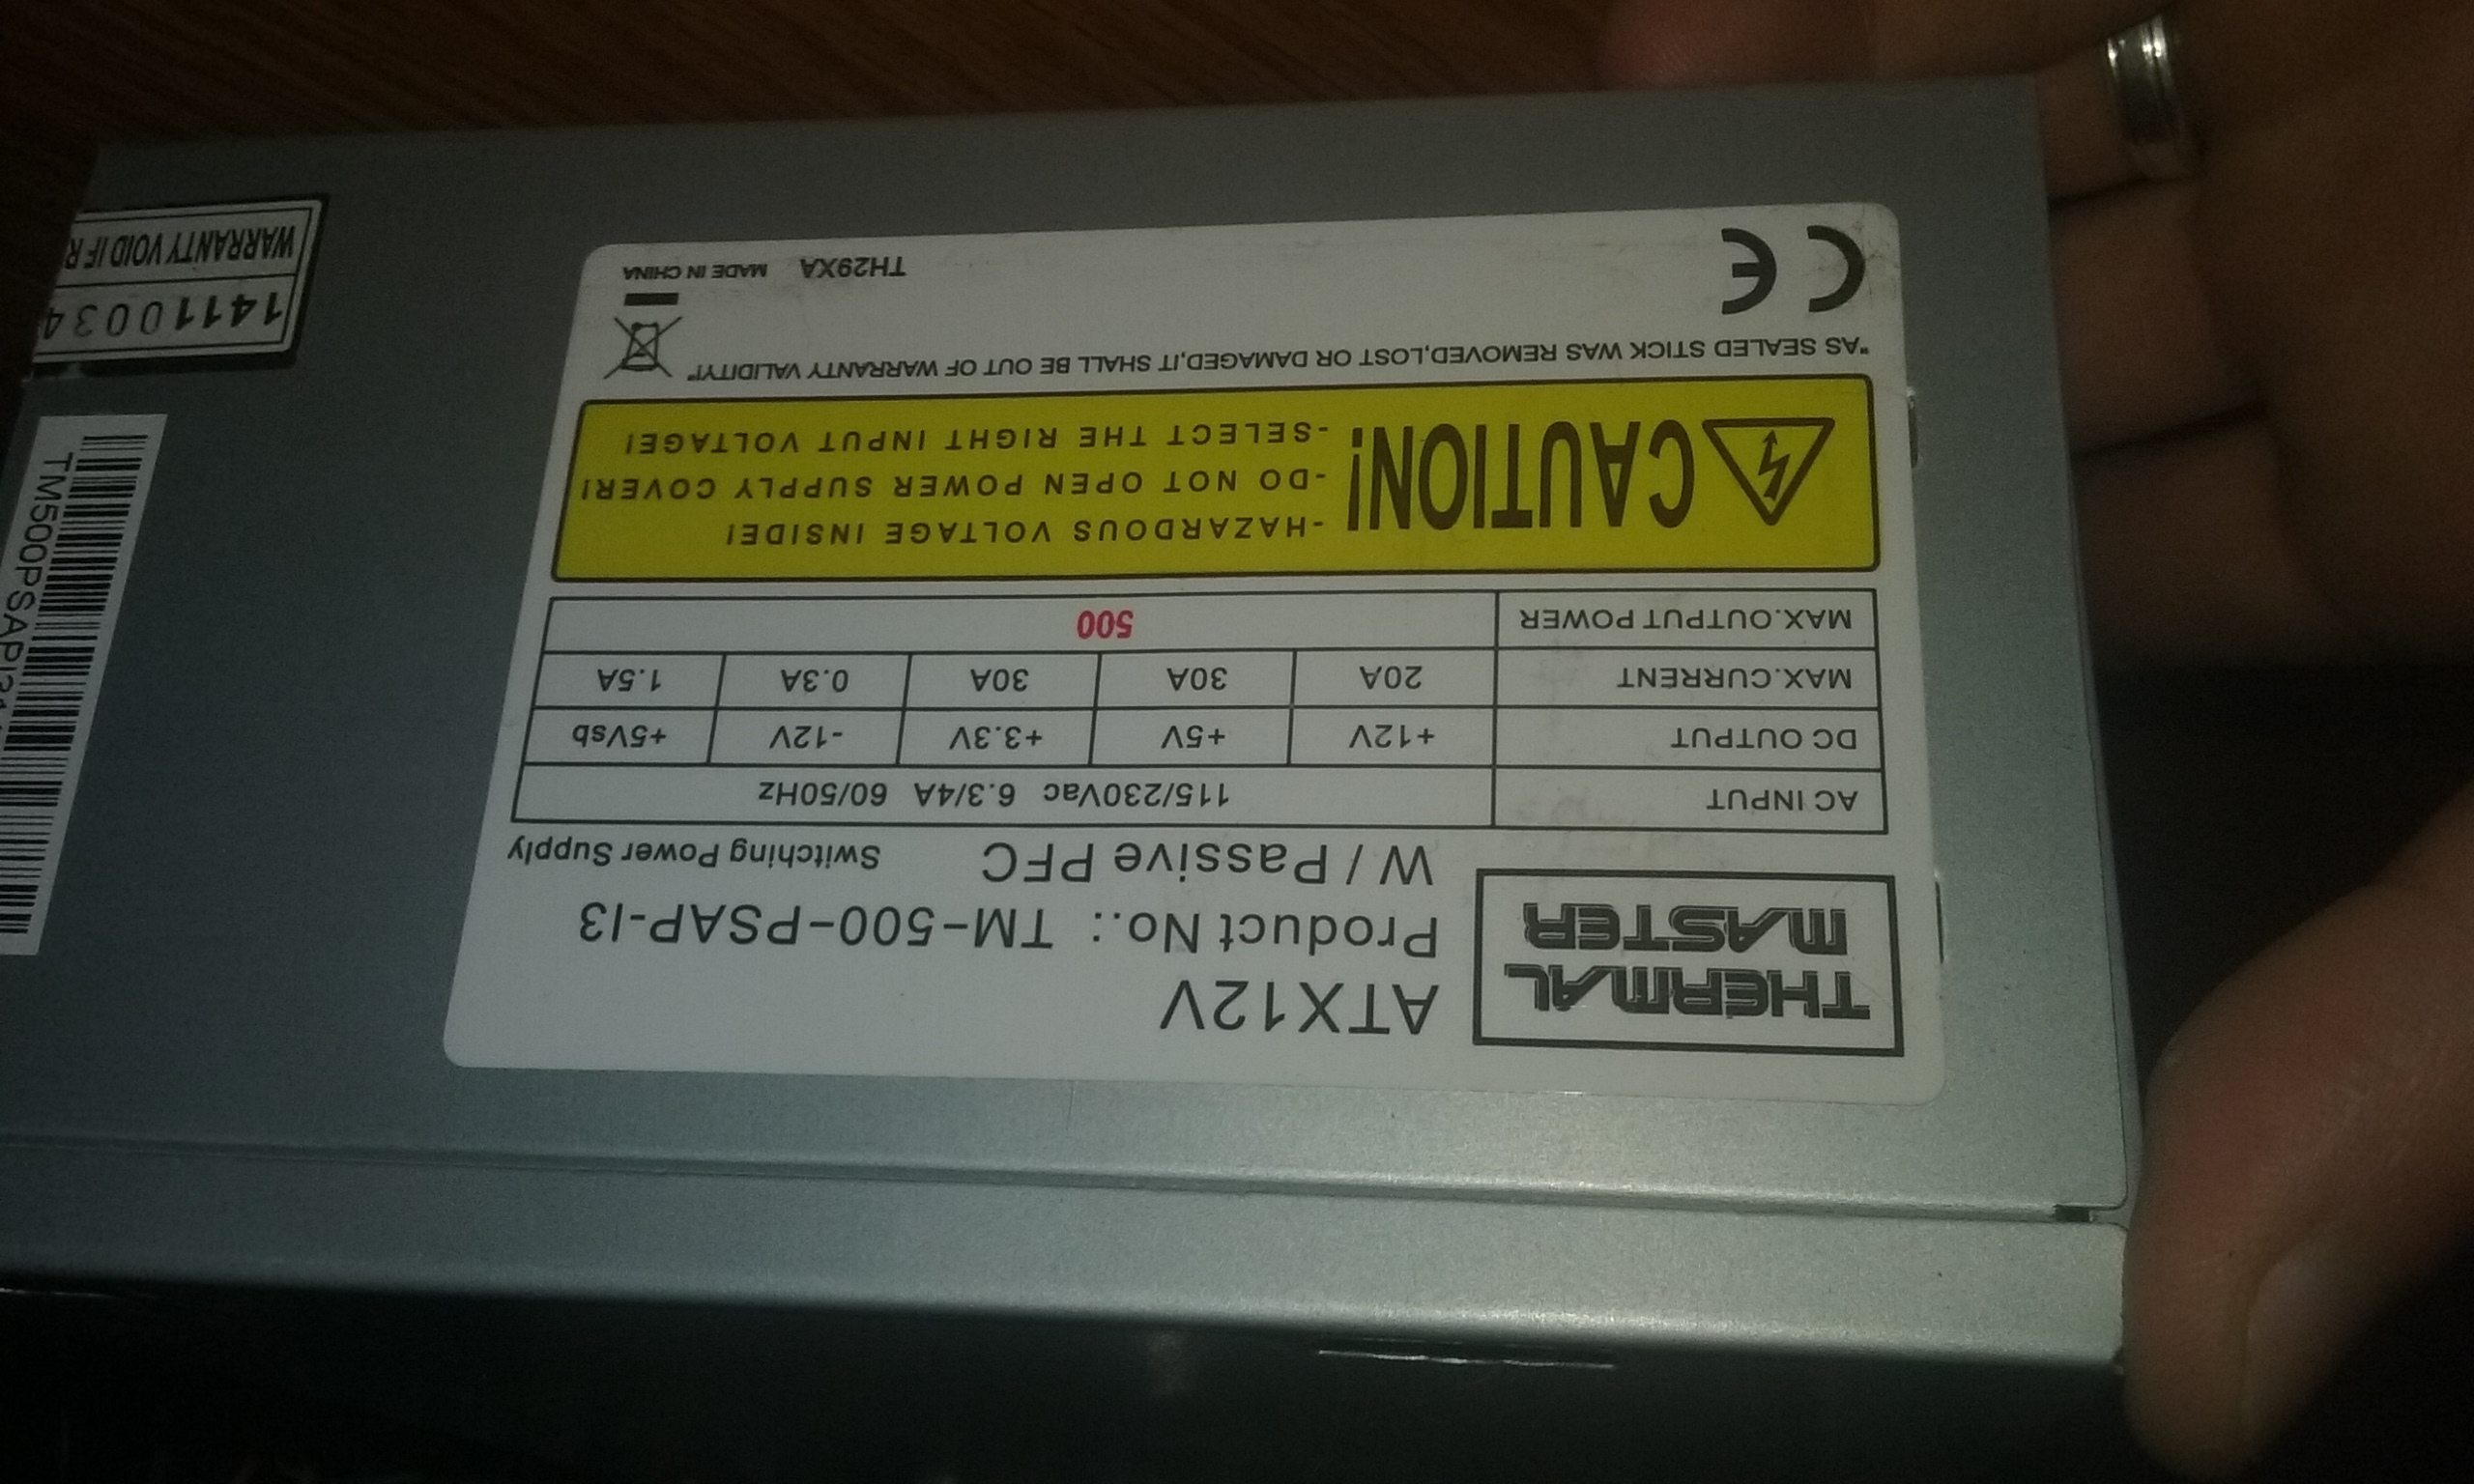 THERMAL
MASTER
ATX12V
Product No.: TM-500-PSAP-I3
W / Passive PFC Switching Power Supply
AC INPUT 115/230Vac 6.3/4A 60/50Hz
DC OUTPUT +12V +5V +3.3V -12V +5Vsb
MAX.CURRENT 20A 30A 30A 0.3A 1.5A
MAX.OUTPUT POWER 500
CAUTION!
-HAZARDOUS VOLTAGE INSIDE!
-DO NOT OPEN POWER SUPPLY COVER!
-SELECT THE RIGHT INPUT VOLTAGE!
"AS SEALED STICK WAS REMOVED,LOST OR DAMAGED,IT SHALL BE OUT OF WARRANTY VALIDITY!"
CE
TH29XA MADE IN CHINA
14110034
WARRANTY VOID IF
TM500PSAPI3